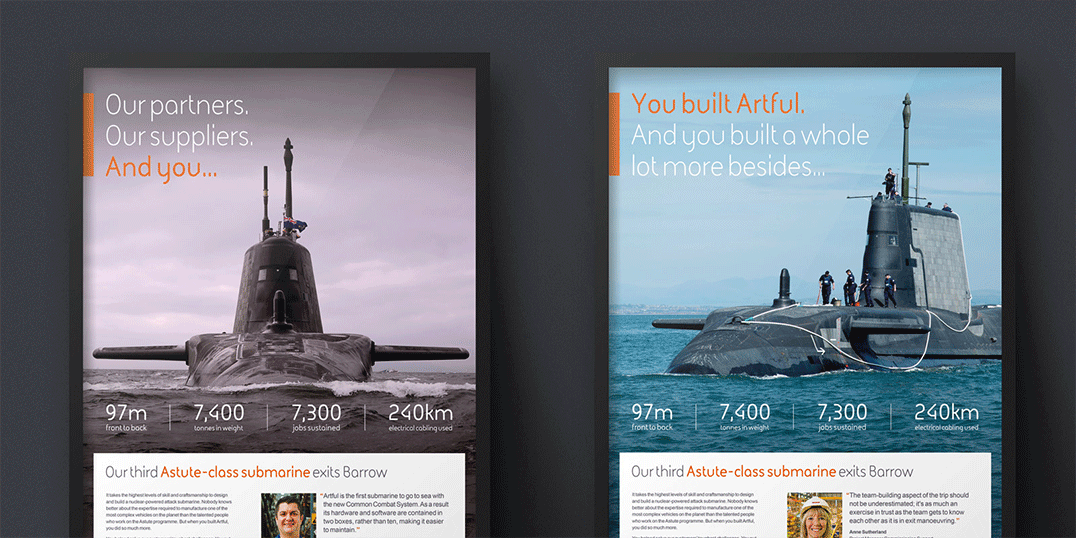 Our partners.
Our suppliers.
And you...
97m
front to back
7,400
tonnes in weight
7,300
jobs sustained
240km
electrical cabling used
Our third Astute-class submarine exits Barrow
It takes the highest levels of skill and craftsmanship to design
and build a nuclear-powered attack submarine. Nobody knows
better about the expertise required to manufacture one of the
most complex vehicles on the planet than the talented people
who work on the Astute programme. But when you built Artful,
you did so much more.
"Artful is the first submarine to go to sea with
the new Common Combat System. As a result
its hardware and software are contained in
two boxes, rather than ten, making it easier
to maintain."
You built Artful.
And you built a whole
lot more besides...
97m
front to back
7,400
tonnes in weight
7,300
jobs sustained
240km
electrical cabling used
Our third Astute-class submarine exits Barrow
It takes the highest levels of skill and craftsmanship to design
and build a nuclear-powered attack submarine. Nobody knows
better about the expertise required to manufacture one of the
most complex vehicles on the planet than the talented people
who work on the Astute programme. But when you built Artful,
you did so much more.
"The team-building aspect of the trip should
not be underestimated; it's as much an
exercise in trust as the team gets to know
each other as it is in exit manoeuvring."
Anne Sutherland